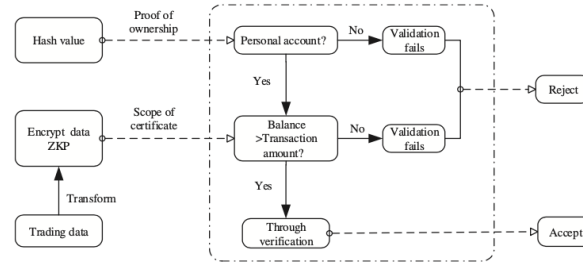 Proof of
ownership
Hash value
Personal account?
No
Validation
fails
Yes
Reject
Encrypt data
ZKP
Scope of
certificate
Balance
>Transaction
amount?
No
Validation
fails
Transform
Yes
Trading data
Through
verification
Accept